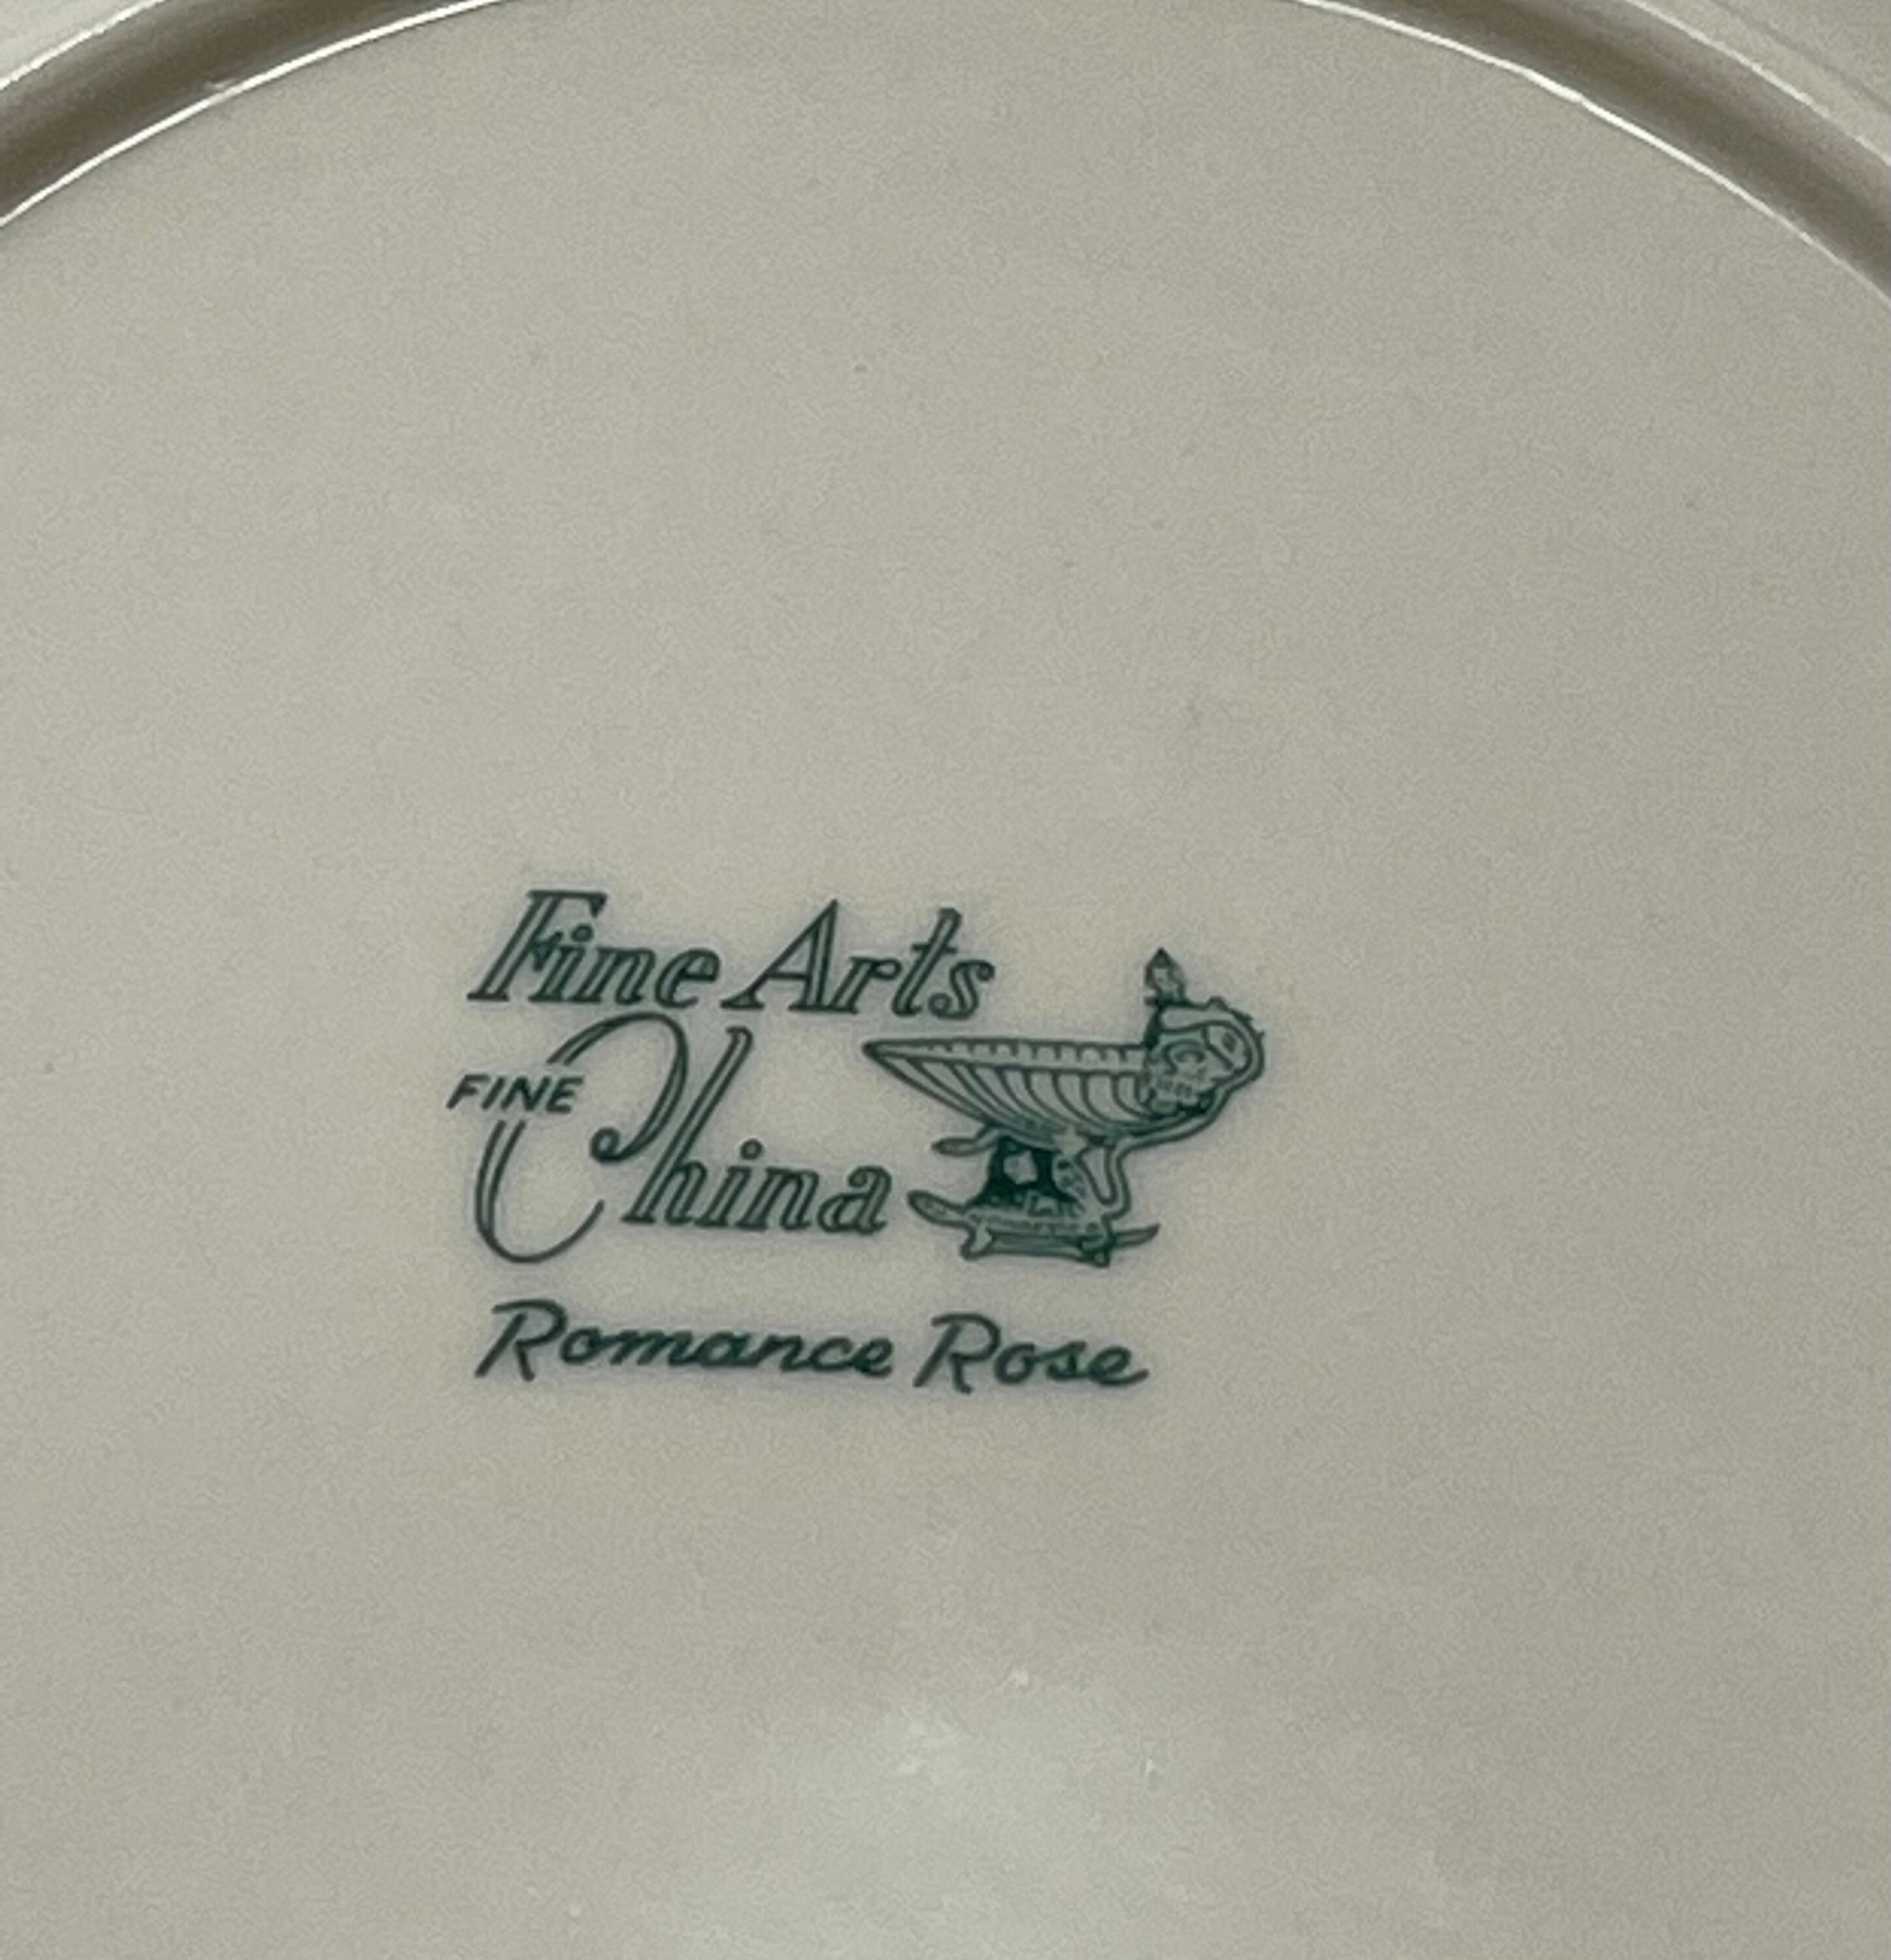 Fine Arts
FINE China
Romance Rose